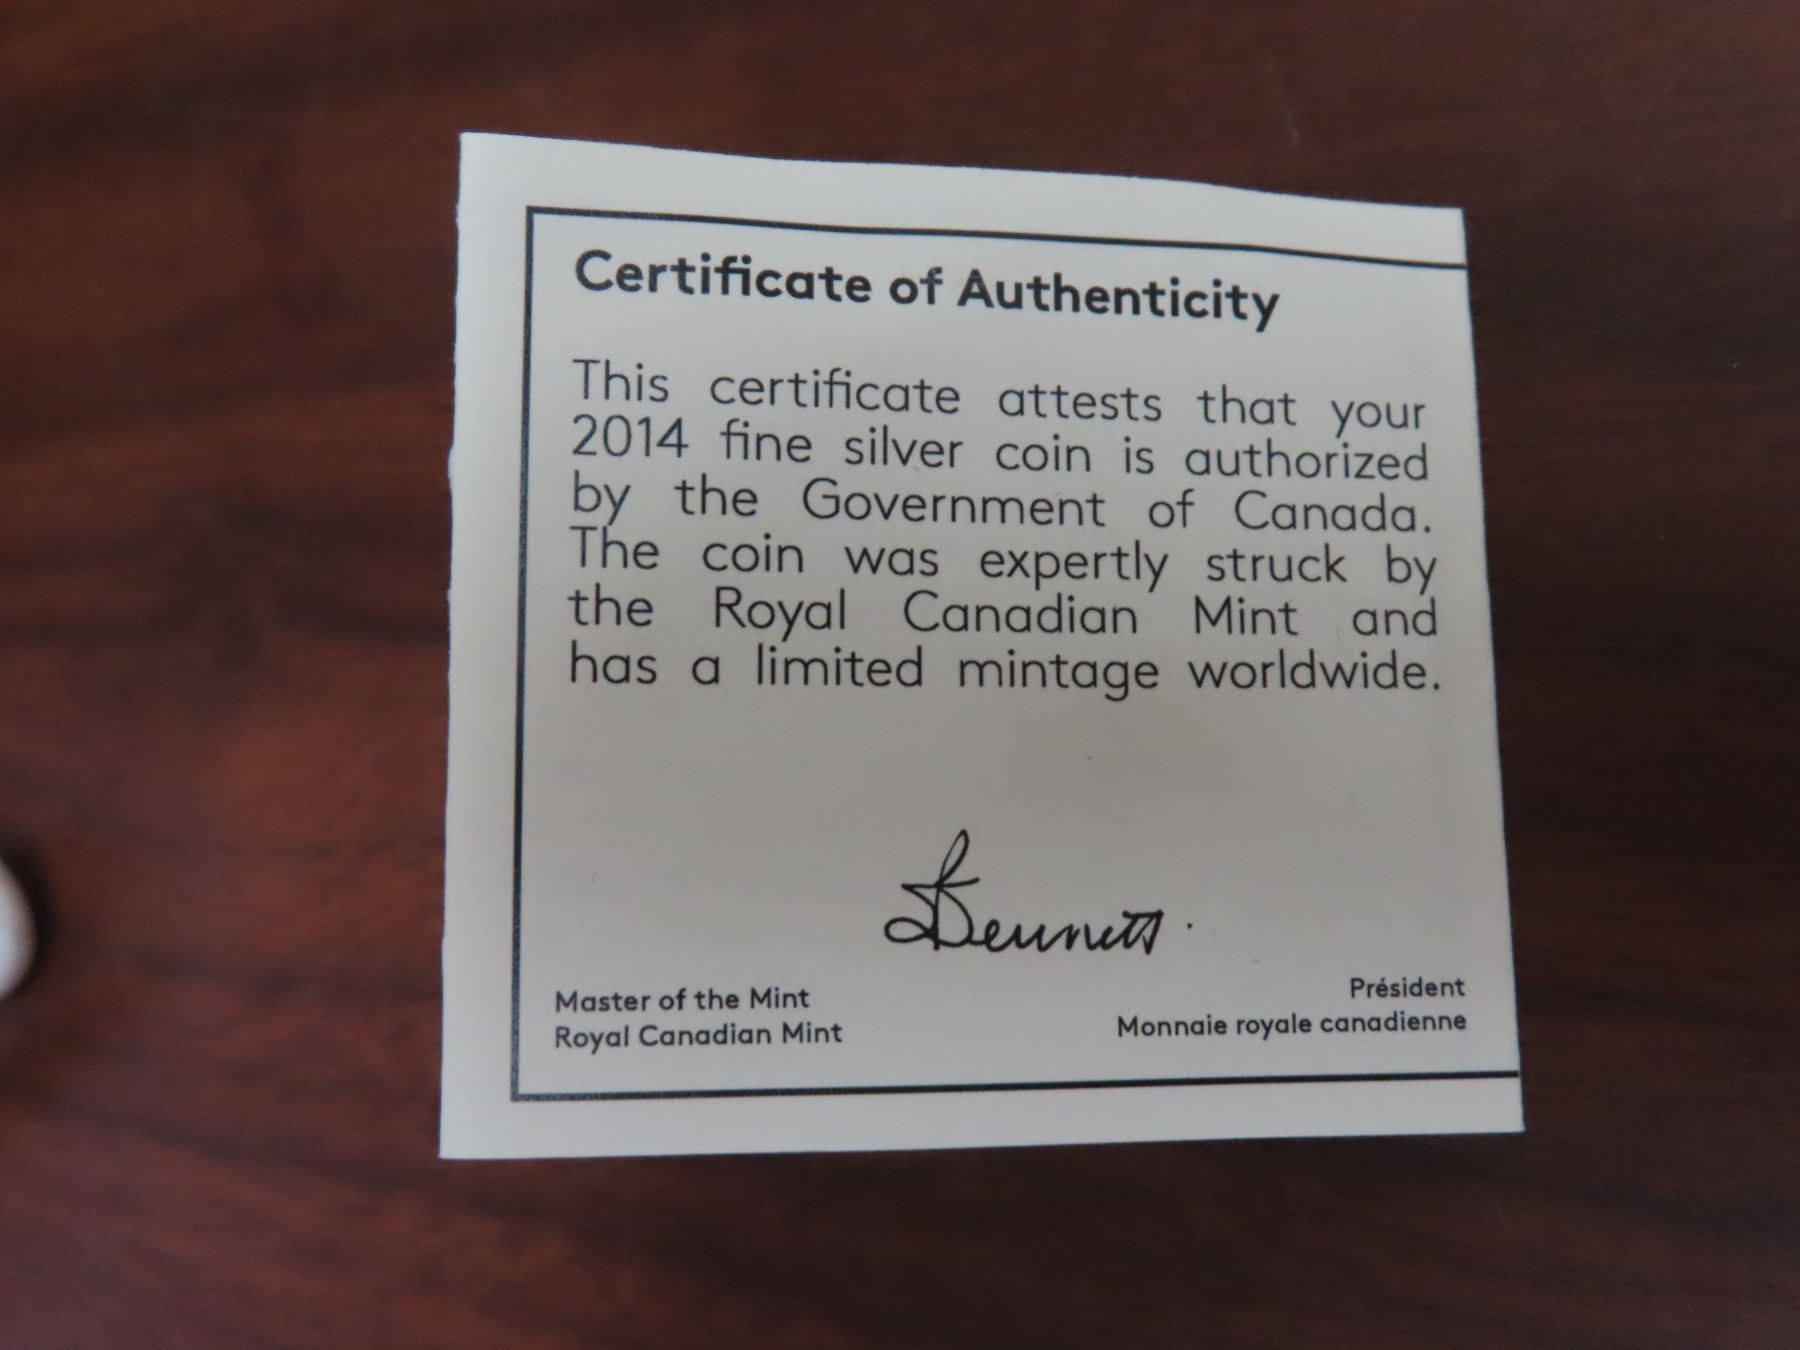 Certificate of Authenticity
This certificate attests that your
2014 fine silver coin is authorized
by the Government of Canada.
The coin was expertly struck by
the Royal Canadian Mint and
has a limited mintage worldwide.
Bennett
Master of the Mint
Royal Canadian Mint
Président
Monnaie royale canadienne